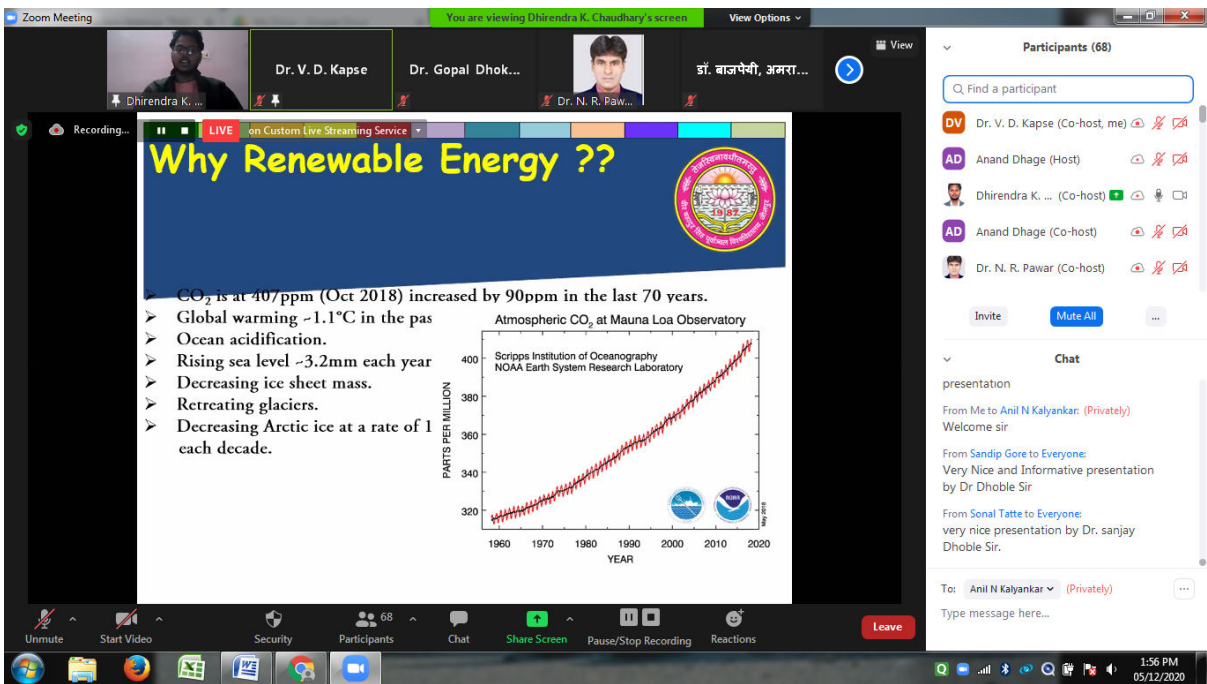 Zoom Meeting
You are viewing Dhirendra K. Chaudhary's screen
View Options
Dhirendra K. ...
Dr. V. D. Kapse
Dr. Gopal Dhok...
Dr. N. R. Paw...
डॉ. बाजपेयी, अमरा...
View
Recording...
LIVE
on Custom Live Streaming Service
Why Renewable Energy ??
1987
➢ CO₂ is at 407ppm (Oct 2018) increased by 90ppm in the last 70 years.
➢ Global warming ~1.1°C in the pas
➢ Ocean acidification.
➢ Rising sea level ~3.2mm each year
➢ Decreasing ice sheet mass.
➢ Retreating glaciers.
➢ Decreasing Arctic ice at a rate of 1
each decade.
Atmospheric CO₂ at Mauna Loa Observatory
Scripps Institution of Oceanography
NOAA Earth System Research Laboratory
PARTS PER MILLION
400
380
360
340
320
1960 1970 1980 1990 2000 2010 2020
YEAR
NOAA
May 2018
Participants (68)
Find a participant
DV Dr. V. D. Kapse (Co-host, me)
AD Anand Dhage (Host)
Dhirendra K. ... (Co-host)
AD Anand Dhage (Co-host)
Dr. N. R. Pawar (Co-host)
Invite
Mute All
...
Chat
presentation
From Me to Anil N Kalyankar: (Privately)
Welcome sir
From Sandip Gore to Everyone:
Very Nice and Informative presentation
by Dr Dhoble Sir
From Sonal Tatte to Everyone:
very nice presentation by Dr. sanjay
Dhoble Sir.
To: Anil N Kalyankar (Privately)
...
Type message here...
Unmute
Start Video
Security
68
Participants
Chat
Share Screen
Pause/Stop Recording
Reactions
Leave
1:56 PM
05/12/2020